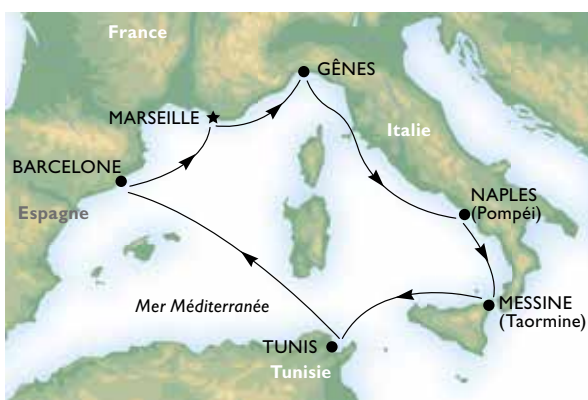 France
GÊNES
MARSEILLE
Italie
BARCELONE
NAPLES
(Pompéi)
Espagne
Mer Méditerranée
MESSINE
(Taormine)
TUNIS
Tunisie